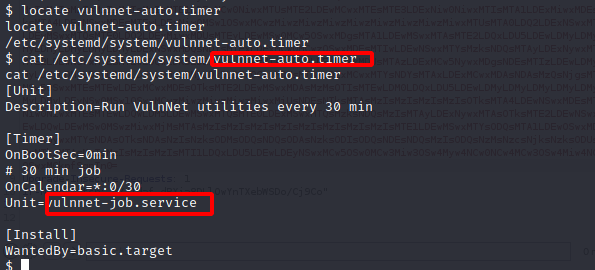 $ locate vulnnet-auto.timer
locate vulnnet-auto.timer
/etc/systemd/system/vulnnet-auto.timer
$ cat /etc/systemd/system/vulnnet-auto.timer
cat /etc/systemd/system/vulnnet-auto.timer
[Unit]
Description=Run VulnNet utilities every 30 min
[Timer]
OnBootSec=0min
# 30 min job
OnCalendar=*:0/30
Unit=vulnnet-job.service
[Install]
WantedBy=basic.target
$